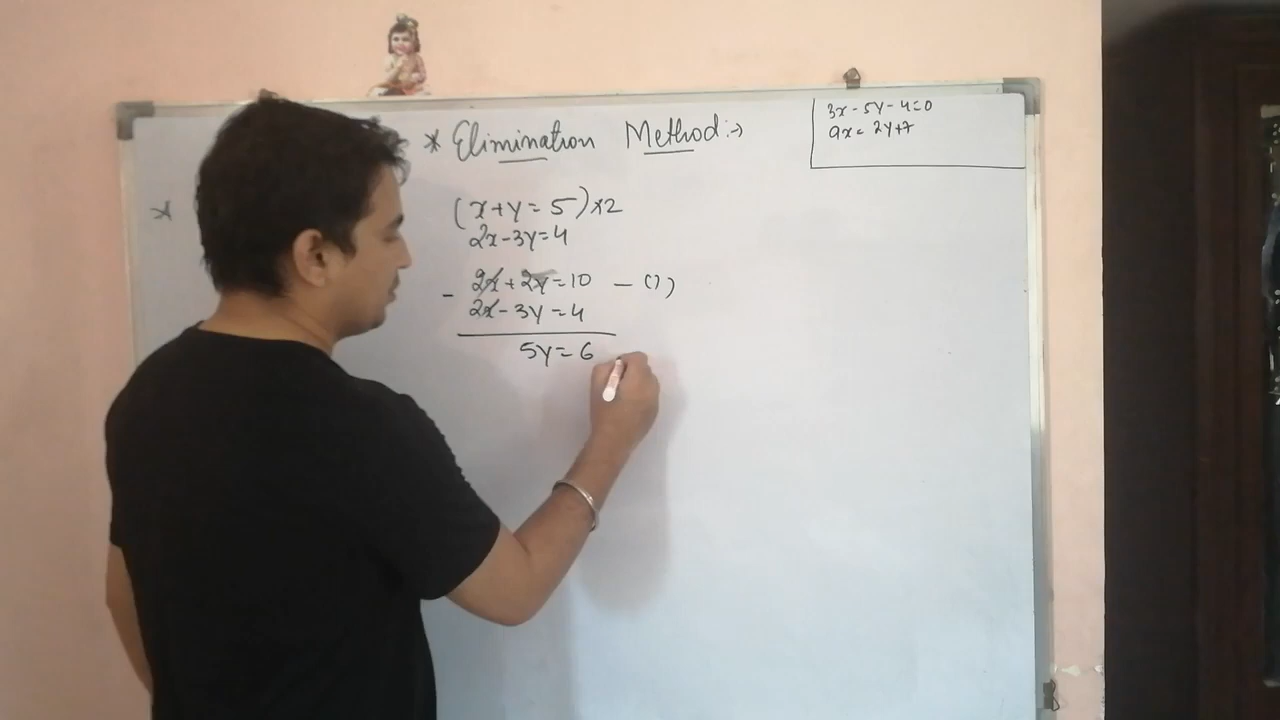 * Elimination Method:→
3x - 5y - 4 = 0
9x = 2y + 7
(x + y = 5) × 2
2x - 3y = 4
2x + 2y = 10 — (1)
- 2x - 3y = 4
5y = 6